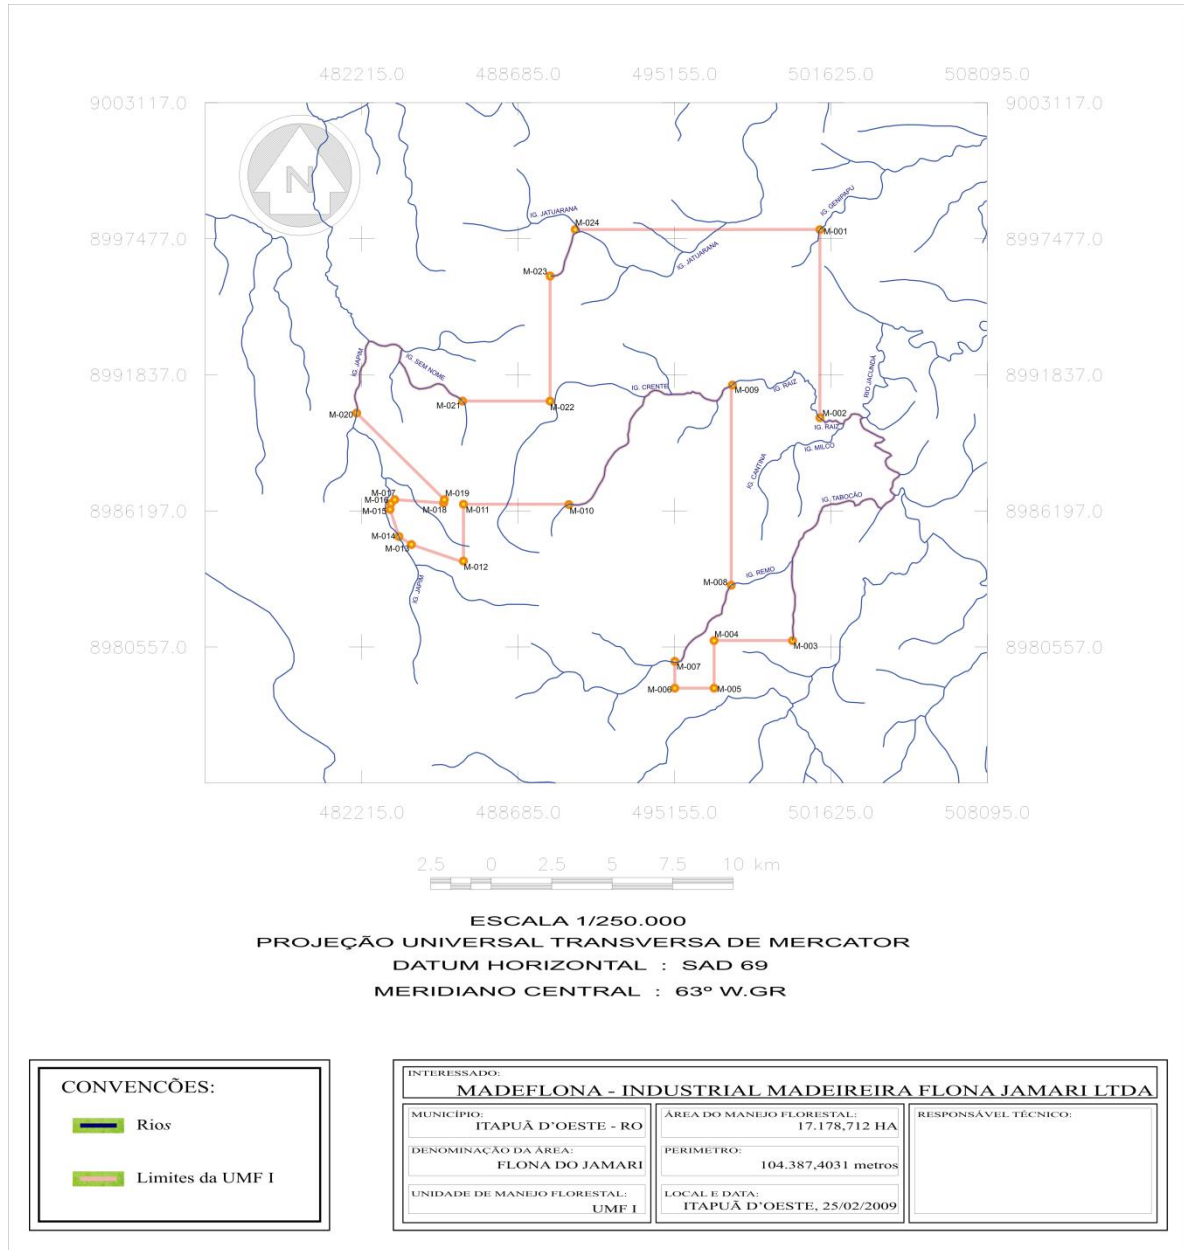 482215.0 488685.0 495155.0 501625.0 508095.0
9003117.0 9003117.0
N
IG. GENIPAPU
IG. JATUARANA
M-024
M-001
8997477.0 8997477.0
IG. JATUARANA
M-023
RIO JACUNDÁ
IG. JAPIM
IG. SEM NOME
8991837.0 8991837.0
IG. CRENTE
M-009
IG. RAIZ
M-021
M-022
M-020
M-002
IG. RAIZ
IG. MILCO
IG. CANTINA
M-017
M-019
M-016
M-018
M-011
M-010
IG. TABOCÃO
M-015
8986197.0 8986197.0
M-014
M-013
M-012
IG. REMO
M-008
IG. JAPIM
M-004
M-003
8980557.0 8980557.0
M-007
M-006
M-005
482215.0 488685.0 495155.0 501625.0 508095.0
2.5 0 2.5 5 7.5 10 km
ESCALA 1/250.000
PROJEÇÃO UNIVERSAL TRANSVERSA DE MERCATOR
DATUM HORIZONTAL : SAD 69
MERIDIANO CENTRAL : 63º W.GR
CONVENCÕES:
Rios
Limites da UMF I
INTERESSADO:
MADEFLONA - INDUSTRIAL MADEIREIRA FLONA JAMARI LTDA
MUNICÍPIO:
ITAPUÃ D'OESTE - RO
ÁREA DO MANEJO FLORESTAL:
17.178,712 HA
RESPONSÁVEL TÉCNICO:
DENOMINAÇÃO DA ÁREA:
FLONA DO JAMARI
PERIMETRO:
104.387,4031 metros
UNIDADE DE MANEJO FLORESTAL:
UMF I
LOCAL E DATA:
ITAPUÃ D'OESTE, 25/02/2009